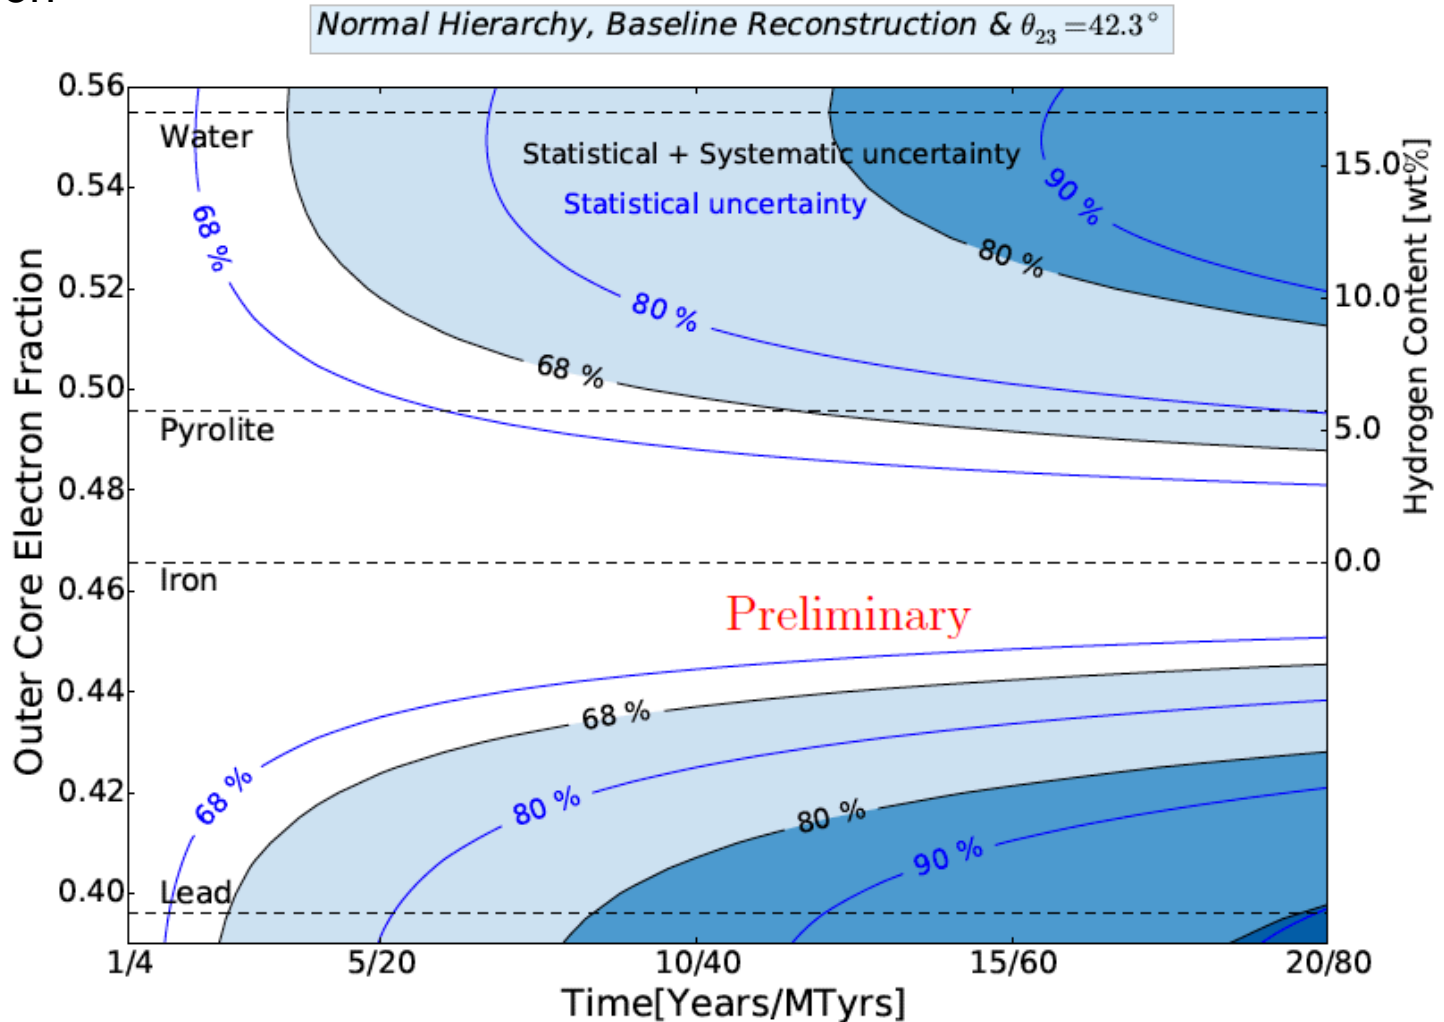 Normal Hierarchy, Baseline Reconstruction & θ₂₃ =42.3°
0.56
0.54
0.52
0.50
0.48
0.46
0.44
0.42
0.40
Outer Core Electron Fraction
Water
Pyrolite
Iron
Lead
Statistical + Systematic uncertainty
Statistical uncertainty
68 %
80 %
90 %
80 %
68 %
Preliminary
68 %
68 %
80 %
80 %
90 %
15.0
10.0
5.0
0.0
Hydrogen Content [wt%]
1/4 5/20 10/40 15/60 20/80
Time[Years/MTyrs]